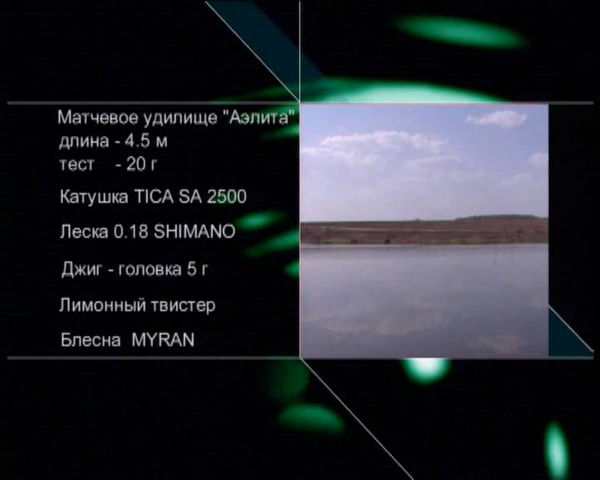 Матчевое удилище "Аэлита"
длина - 4.5 м
тест - 20 г
Катушка TICA SA 2500
Леска 0.18 SHIMANO
Джиг - головка 5 г
Лимонный твистер
Блесна MYRAN